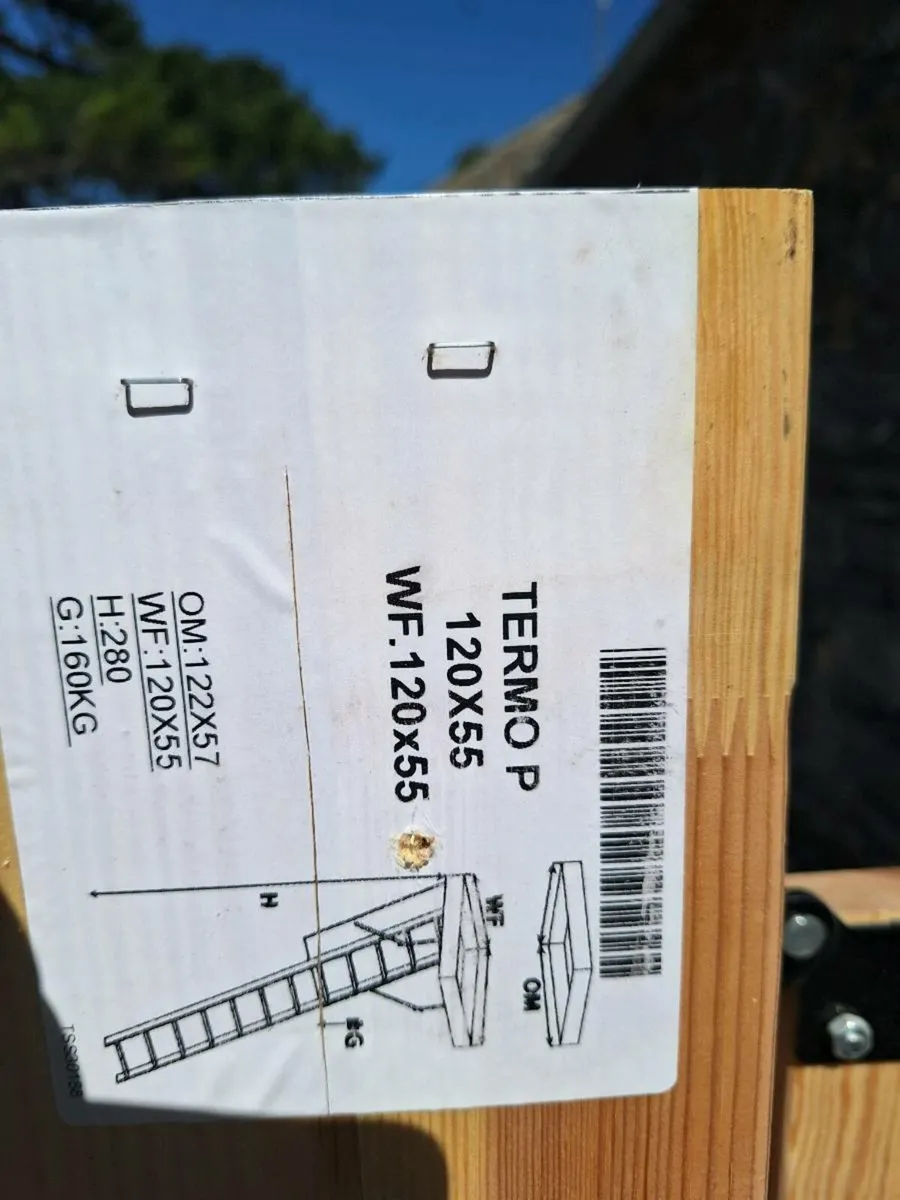 TERMO P
120X55
WF.120x55
OM:122X57
WF:120X55
H:280
G:160KG
OM
WF
H
G